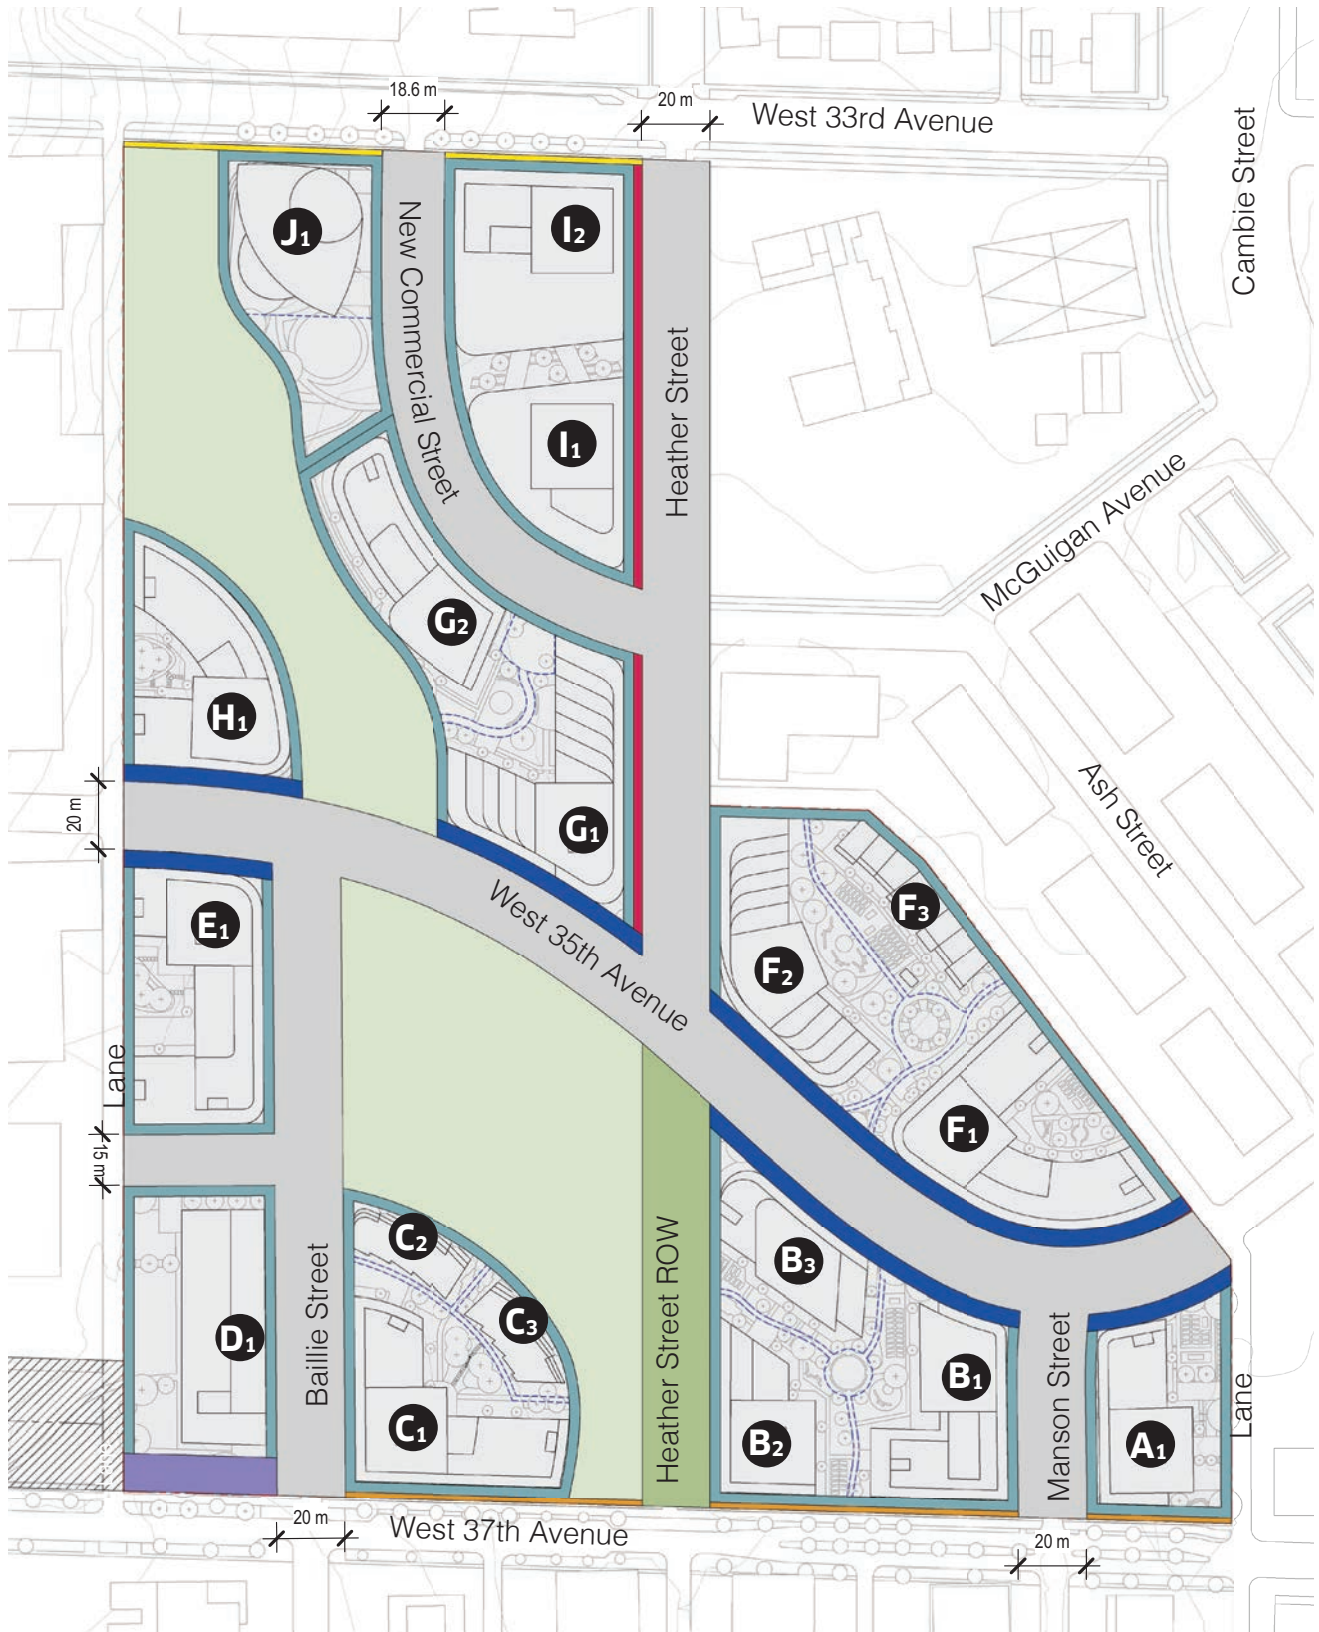 18.6 m
20 m
West 33rd Avenue
Cambie Street
J1
New Commercial Street
I2
Heather Street
I1
McGuigan Avenue
G2
H1
20 m
Ash Street
G1
West 35th Avenue
E1
F3
F2
Lane
F1
15 m
C2
Heather Street ROW
B3
Baillie Street
C3
D1
Manson Street
B1
Lane
C1
B2
A1
20 m
West 37th Avenue
20 m